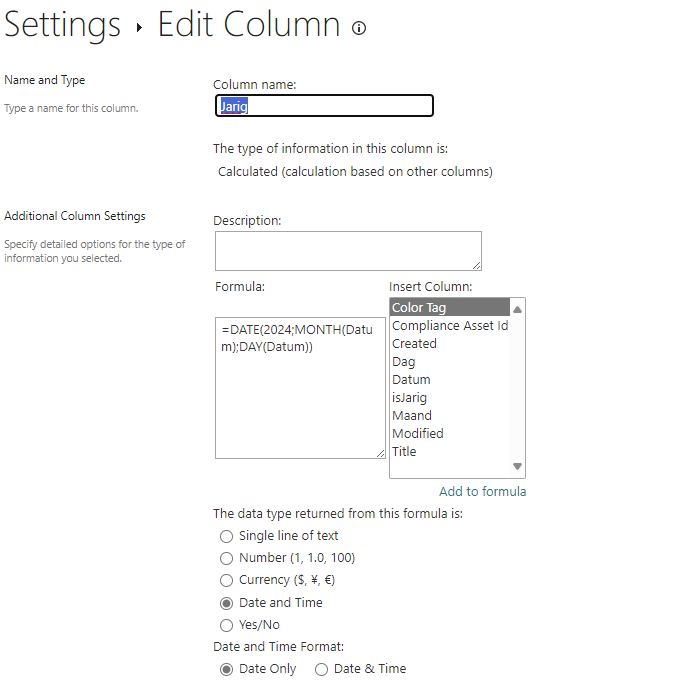 Settings ▸ Edit Column ⓘ
Name and Type
Type a name for this column.
Column name:
Jarig
The type of information in this column is:
Calculated (calculation based on other columns)
Additional Column Settings
Specify detailed options for the type of
information you selected.
Description:
Formula:
=DATE(2024;MONTH(Datu
m);DAY(Datum))
Insert Column:
Color Tag
Compliance Asset Id
Created
Dag
Datum
isJarig
Maand
Modified
Title
Add to formula
The data type returned from this formula is:
Single line of text
Number (1, 1.0, 100)
Currency ($, ¥, €)
Date and Time
Yes/No
Date and Time Format:
Date Only
Date & Time